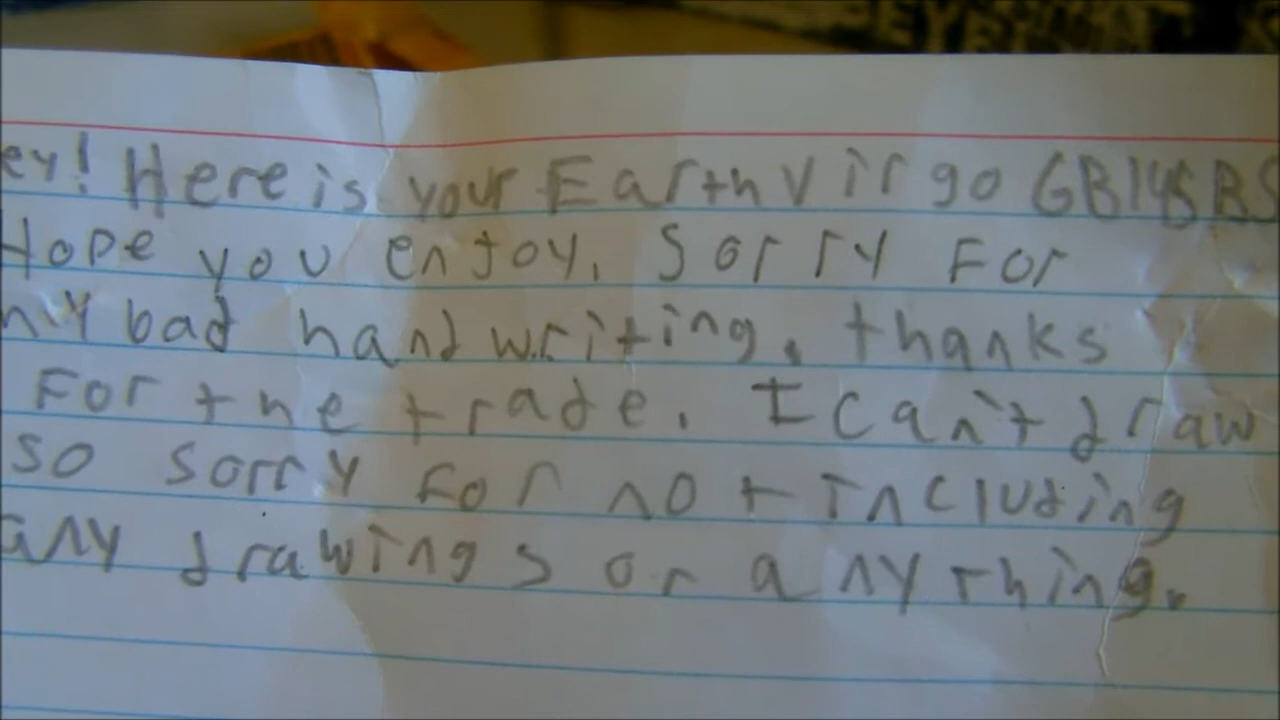 ey! Here is your Earth Virgo GB145BS
Hope you enjoy. Sorry For
my bad handwriting. thanks
For the trade. I can't draw
so sorry For not including
any drawings or anything.